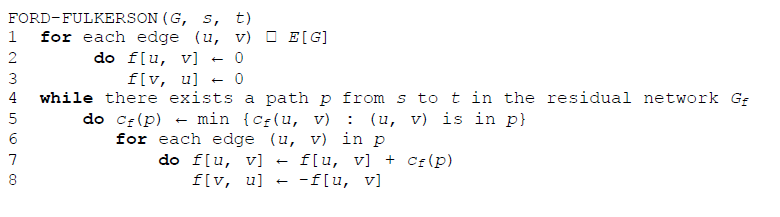 FORD-FULKERSON(G, s, t)
1 for each edge (u, v) □ E[G]
2 do f[u, v] ← 0
3 f[v, u] ← 0
4 while there exists a path p from s to t in the residual network Gf
5 do cf(p) ← min {cf(u, v) : (u, v) is in p}
6 for each edge (u, v) in p
7 do f[u, v] ← f[u, v] + cf(p)
8 f[v, u] ← -f[u, v]